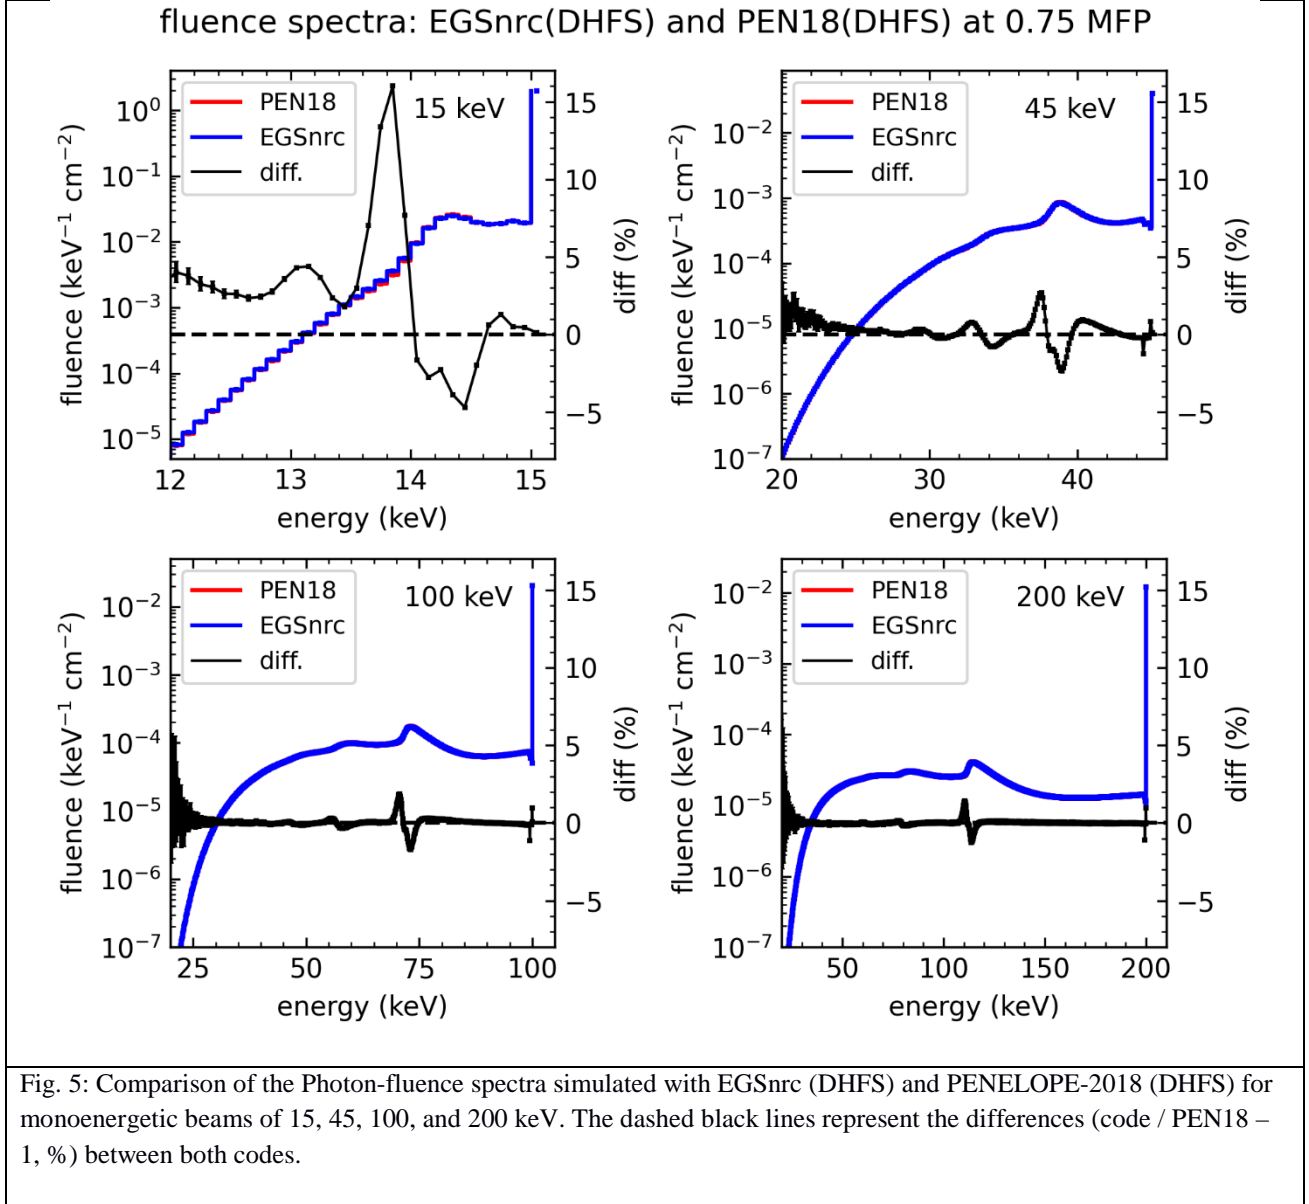 fluence spectra: EGSnrc(DHFS) and PEN18(DHFS) at 0.75 MFP
PEN18
EGSnrc
diff.
15 keV
10⁰
10⁻¹
10⁻²
10⁻³
10⁻⁴
10⁻⁵
fluence (keV⁻¹ cm⁻²)
15
10
5
0
−5
diff (%)
12 13 14 15
energy (keV)
PEN18
EGSnrc
diff.
45 keV
10⁻²
10⁻³
10⁻⁴
10⁻⁵
10⁻⁶
10⁻⁷
fluence (keV⁻¹ cm⁻²)
15
10
5
0
−5
diff (%)
20 30 40
energy (keV)
PEN18
EGSnrc
diff.
100 keV
10⁻²
10⁻³
10⁻⁴
10⁻⁵
10⁻⁶
10⁻⁷
fluence (keV⁻¹ cm⁻²)
15
10
5
0
−5
diff (%)
25 50 75 100
energy (keV)
PEN18
EGSnrc
diff.
200 keV
10⁻²
10⁻³
10⁻⁴
10⁻⁵
10⁻⁶
10⁻⁷
fluence (keV⁻¹ cm⁻²)
15
10
5
0
−5
diff (%)
50 100 150 200
energy (keV)
Fig. 5: Comparison of the Photon-fluence spectra simulated with EGSnrc (DHFS) and PENELOPE-2018 (DHFS) for
monoenergetic beams of 15, 45, 100, and 200 keV. The dashed black lines represent the differences (code / PEN18 –
1, %) between both codes.